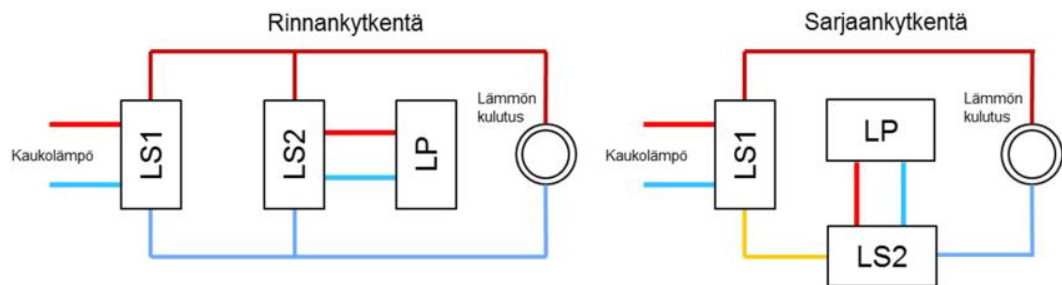 Rinnankytkentä
LS1
LS2
LP
Lämmön
kulutus
Kaukolämpö
Sarjaankytkentä
LS1
LP
Lämmön
kulutus
Kaukolämpö
LS2